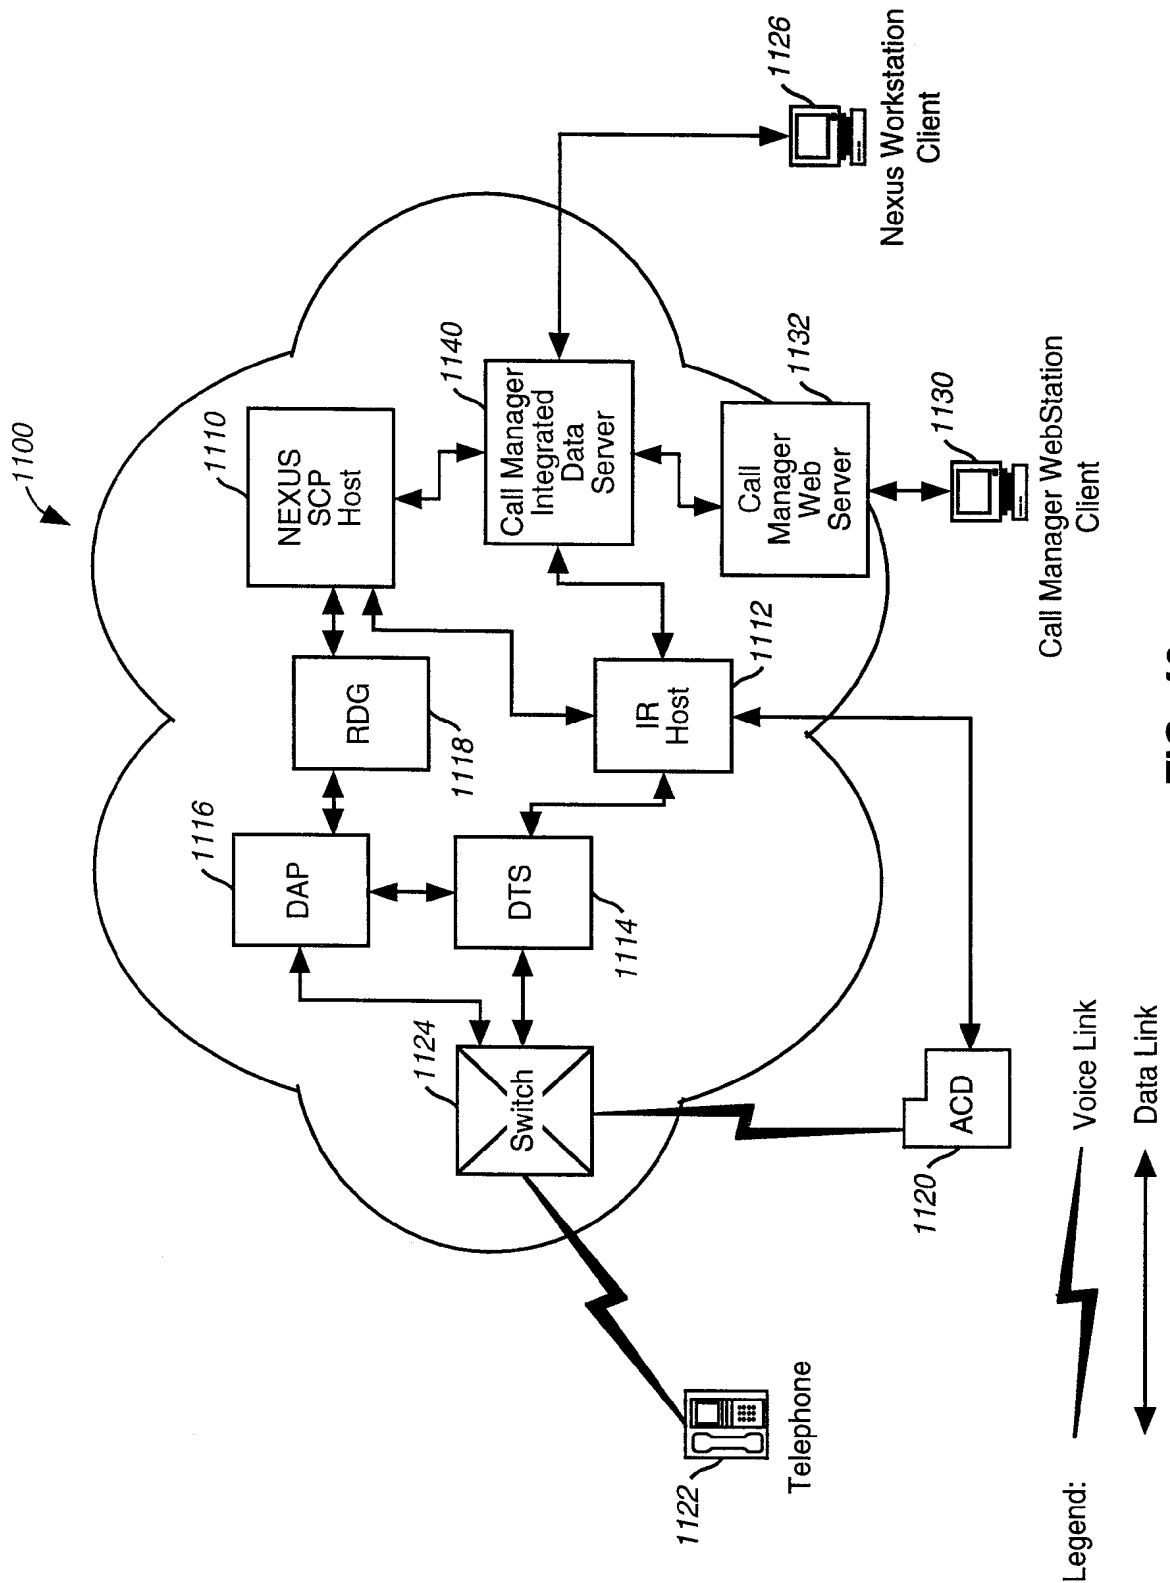 1100
NEXUS
SCP
Host
1110
Call Manager
Integrated
Data
Server
1140
Call
Manager
Web
Server
1132
1126
Nexus Workstation
Client
1130
Call Manager WebStation
Client
RDG
1118
IR
Host
1112
DAP
1116
DTS
1114
Switch
1124
ACD
1120
1122
Telephone
Legend:
Voice Link
Data Link